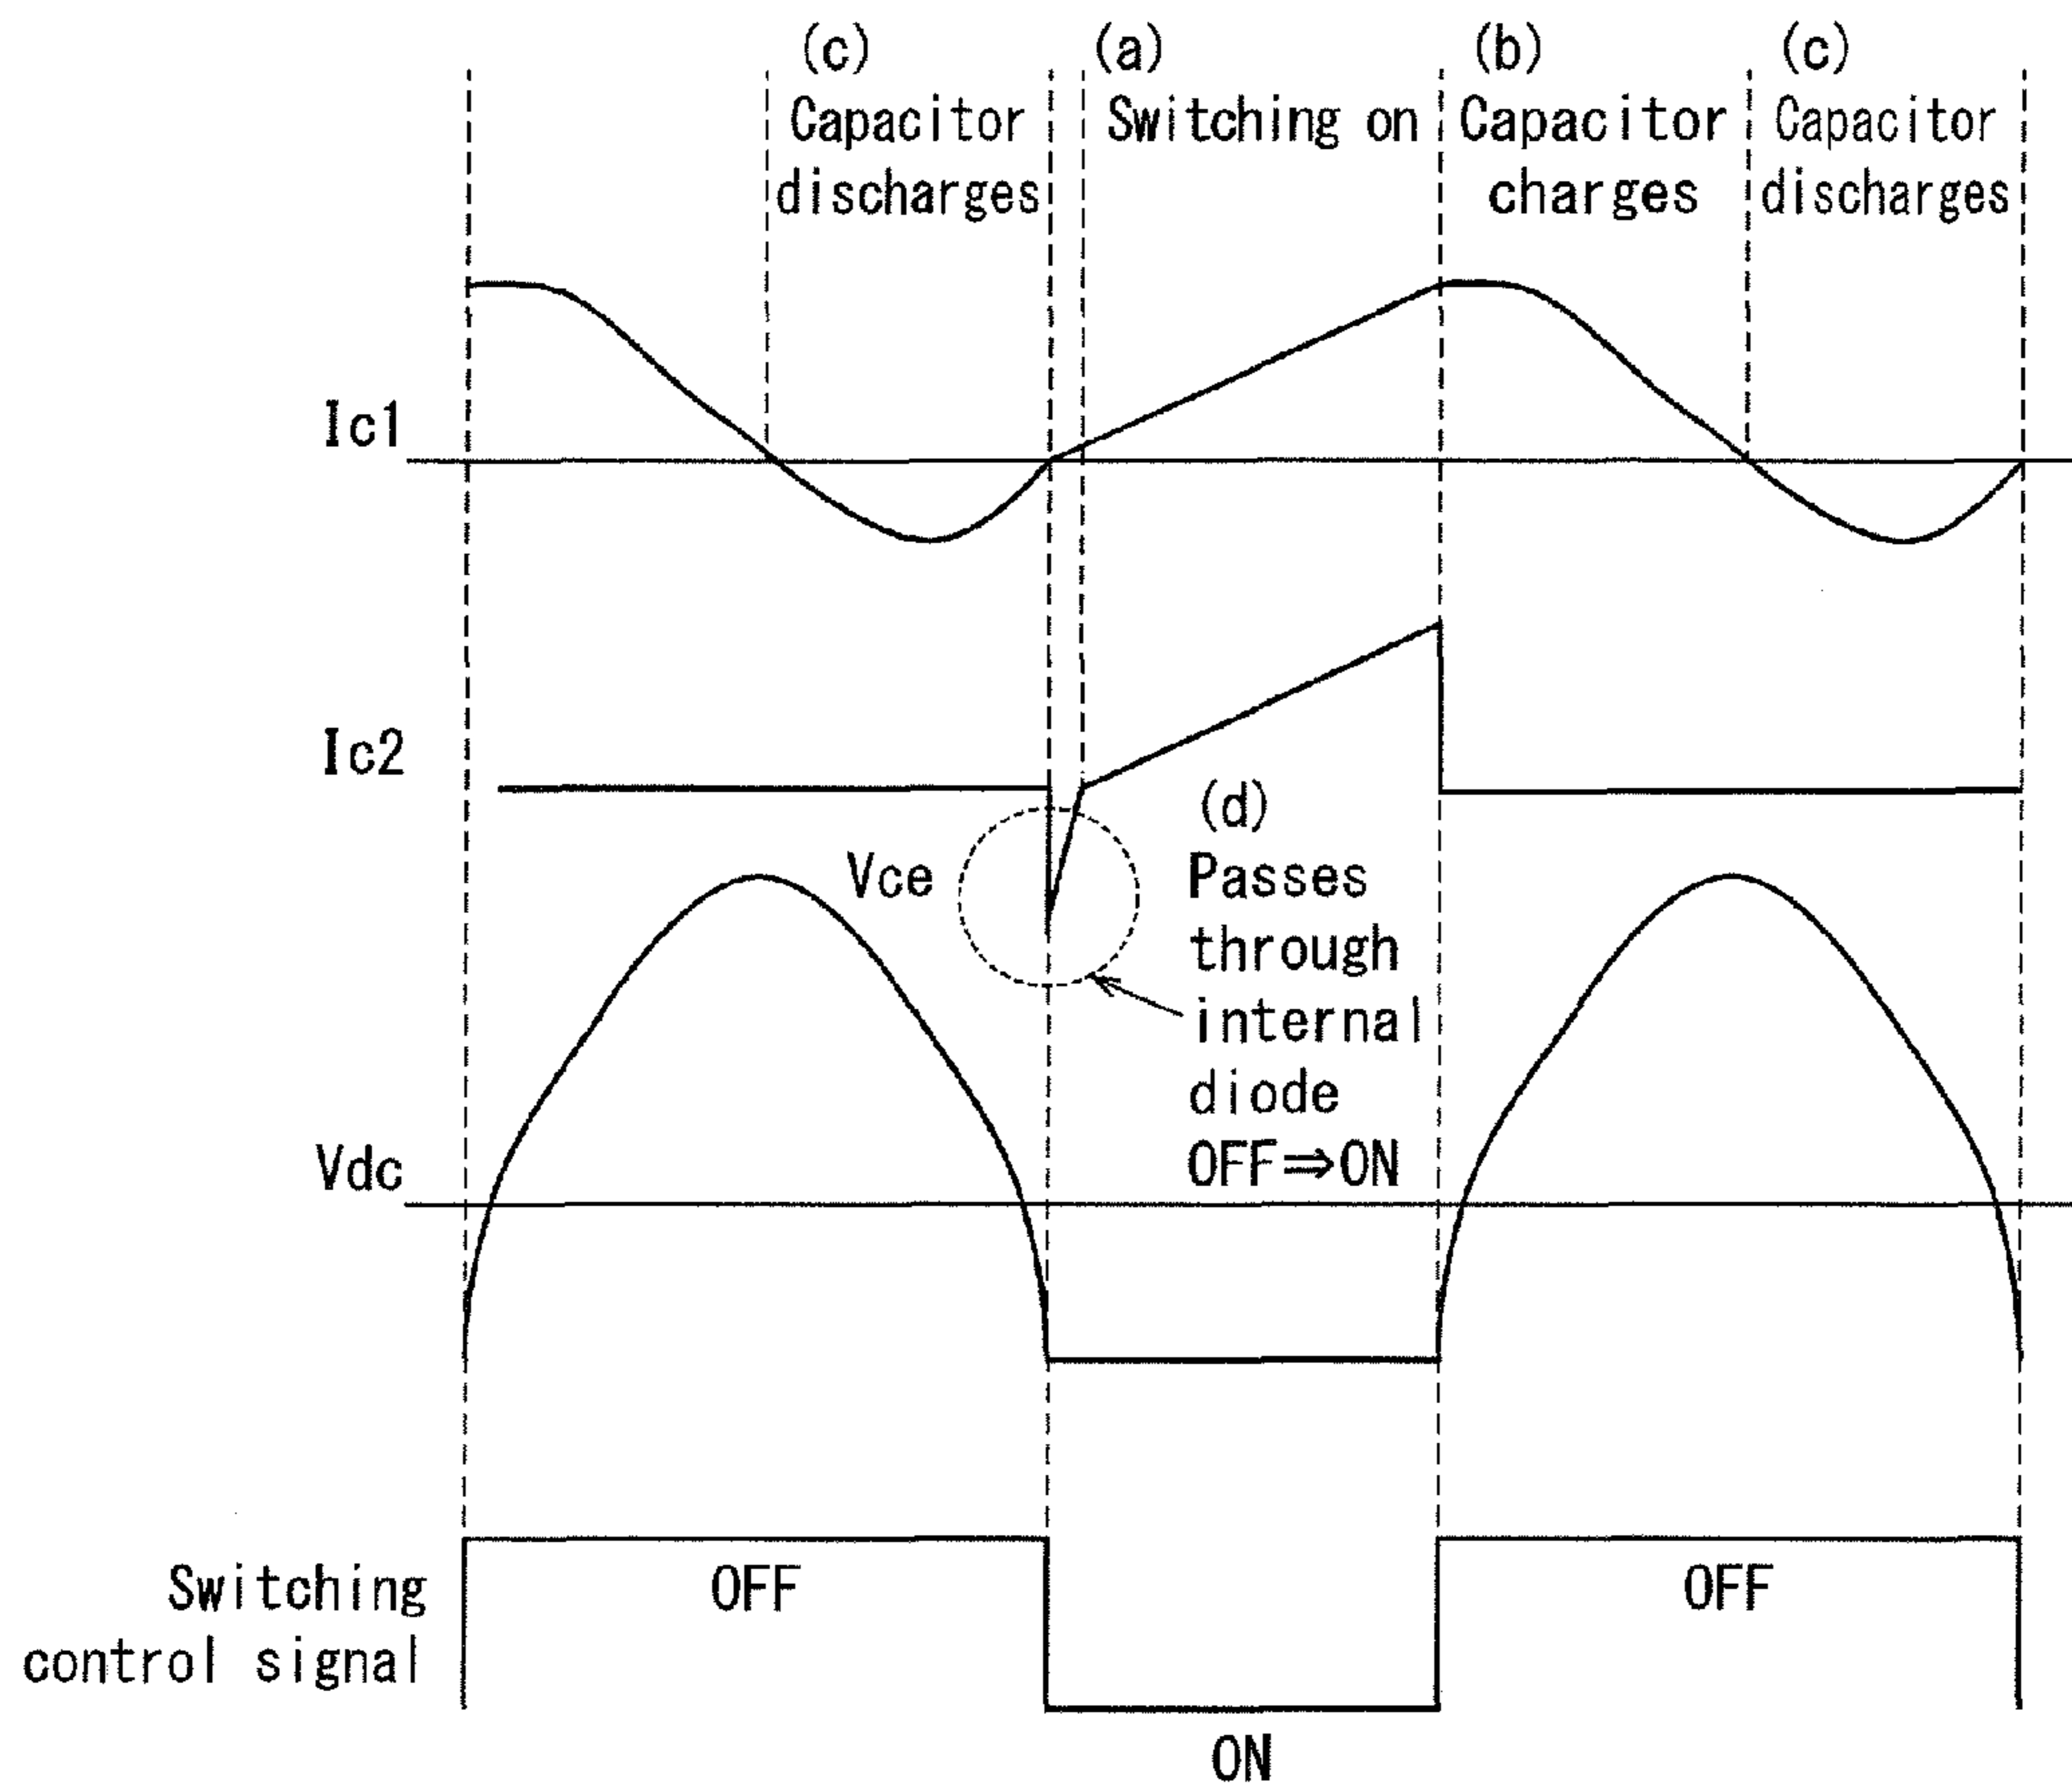 (c) (a) (b) (c)
Capacitor Switching on Capacitor Capacitor
discharges charges discharges
Ic1
Ic2
(d)
Vce Passes
through
internal
diode
Vdc OFF⇒ON
Switching OFF OFF
control signal
ON